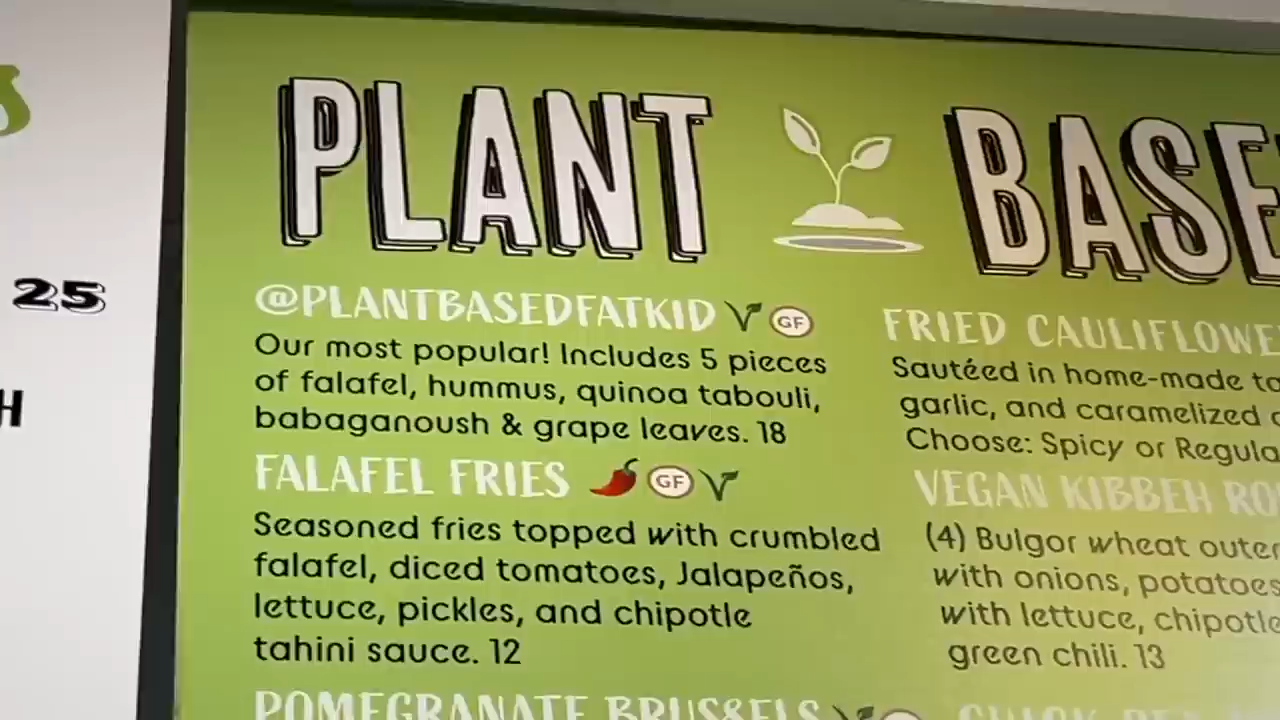 PLANT BASE
25
H
@PLANTBASEDFATKID GF
Our most popular! Includes 5 pieces
of falafel, hummus, quinoa tabouli,
babaganoush & grape leaves. 18
FALAFEL FRIES GF
Seasoned fries topped with crumbled
falafel, diced tomatoes, Jalapeños,
lettuce, pickles, and chipotle
tahini sauce. 12
POMEGRANATE BRUSSELS
FRIED CAULIFLOWE
Sautéed in home-made
garlic, and caramelized
Choose: Spicy or Regula
VEGAN KIBBEH
(4) Bulgor wheat outer
with onions, potatoes
with lettuce, chipotle
green chili. 13